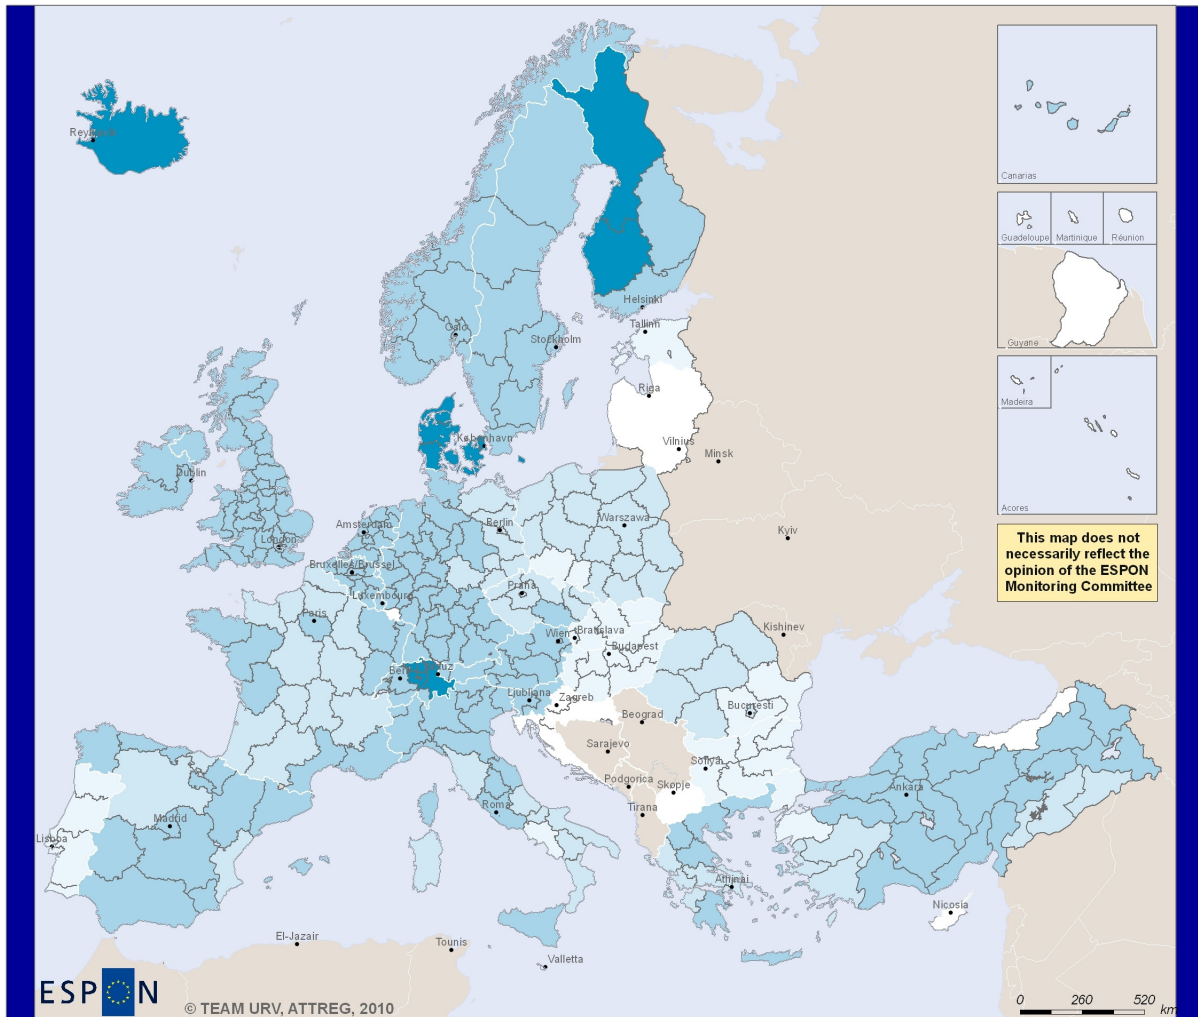 Reykjavik
Canarias
Guadeloupe
Martinique
Réunion
Guyane
Madeira
Acores
This map does not
necessarily reflect the
opinion of the ESPON
Monitoring Committee
Helsinki
Tallinn
Oslo
Stockholm
Riga
København
Vilnius
Minsk
Dublin
Amsterdam
Berlin
Warszawa
Kyiv
London
Bruxelles/Brussel
Praha
Luxembourg
Paris
Kishinev
Wien
Bratislava
Budapest
Bern
Vaduz
Ljubljana
Zagreb
Bucuresti
Beograd
Sarajevo
Sofiya
Podgorica
Skopje
Ankara
Roma
Tirana
Madrid
Lisboa
Athinai
Nicosia
El-Jazair
Tounis
Valletta
ESPON
© TEAM URV, ATTREG, 2010
0 260 520
km